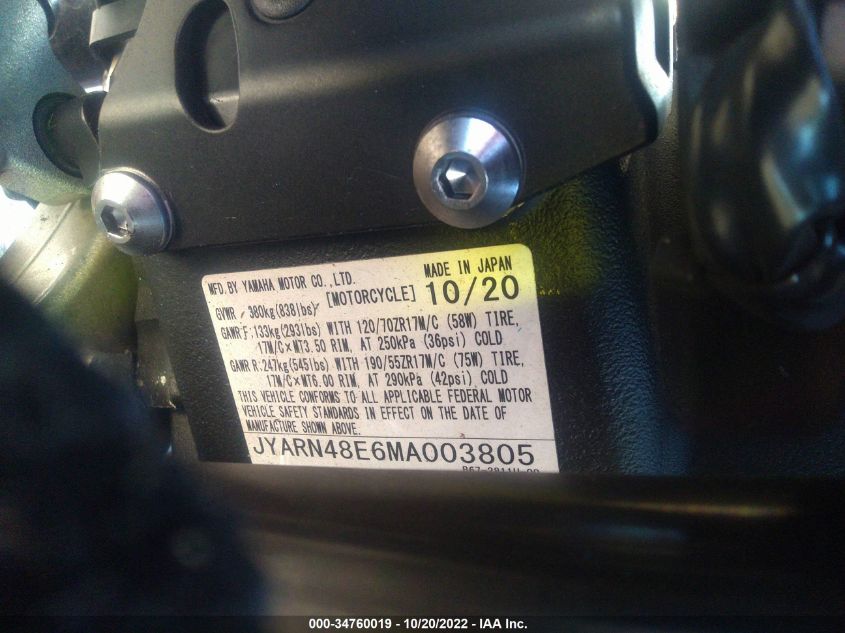 MFD.BY YAMAHA MOTOR CO.,LTD. MADE IN JAPAN
GVWR 380kg(838lbs) [MOTORCYCLE] 10/20
GAWR F:133kg(293lbs) WITH 120/70ZR17M/C (58W) TIRE,
17M/C×MT3.50 RIM, AT 250kPa (36psi) COLD
GAWR R:247kg(545lbs) WITH 190/55ZR17M/C (75W) TIRE,
17M/C×MT6.00 RIM, AT 290kPa (42psi) COLD
THIS VEHICLE CONFORMS TO ALL APPLICABLE FEDERAL MOTOR
VEHICLE SAFETY STANDARDS IN EFFECT ON THE DATE OF
MANUFACTURE SHOWN ABOVE.
JYARN48E6MA003805
000-34760019 - 10/20/2022 - IAA Inc.